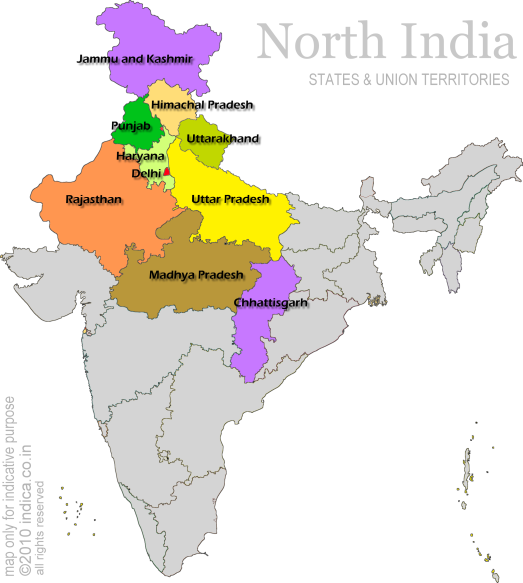 North India
STATES & UNION TERRITORIES
Jammu and Kashmir
Himachal Pradesh
Punjab
Uttarakhand
Haryana
Delhi
Rajasthan
Uttar Pradesh
Madhya Pradesh
Chhattisgarh
map only for indicative purpose
©2010 indica.co.in
all rights reserved